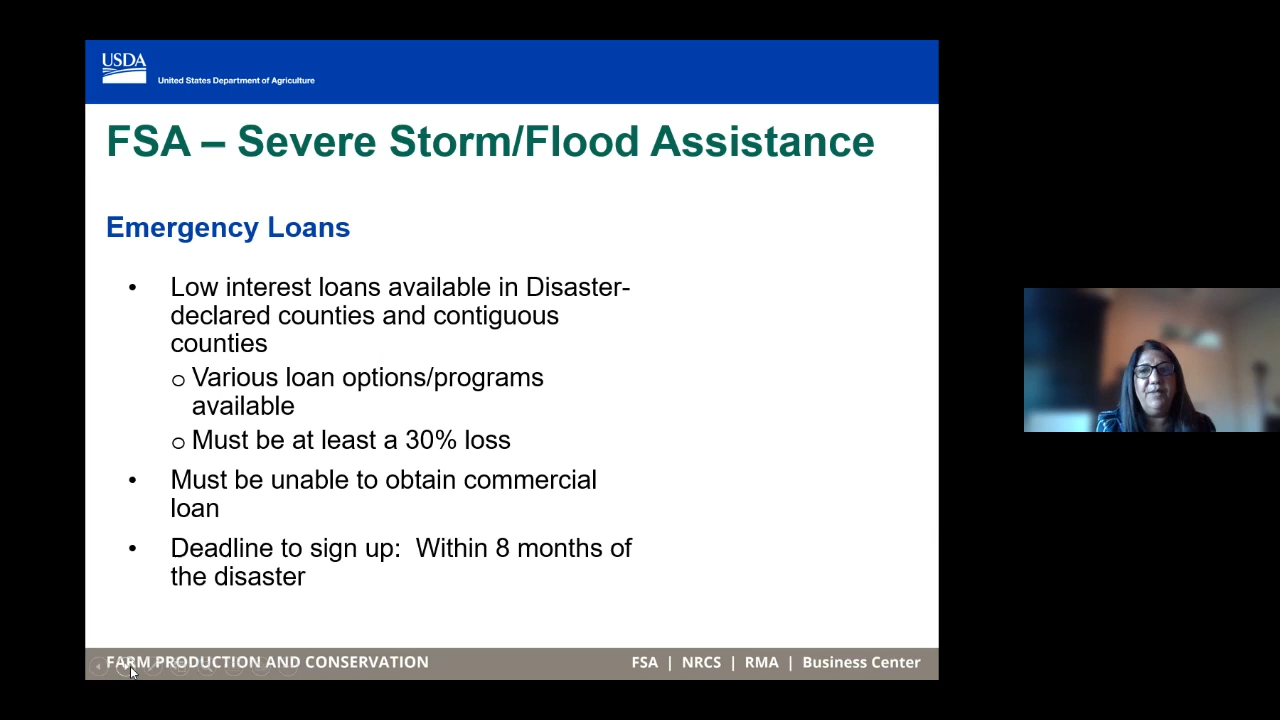 USDA
United States Department of Agriculture
FSA – Severe Storm/Flood Assistance
Emergency Loans
• Low interest loans available in Disaster-
declared counties and contiguous
counties
o Various loan options/programs
available
o Must be at least a 30% loss
• Must be unable to obtain commercial
loan
• Deadline to sign up:  Within 8 months of
the disaster
FARM PRODUCTION AND CONSERVATION
FSA | NRCS | RMA | Business Center